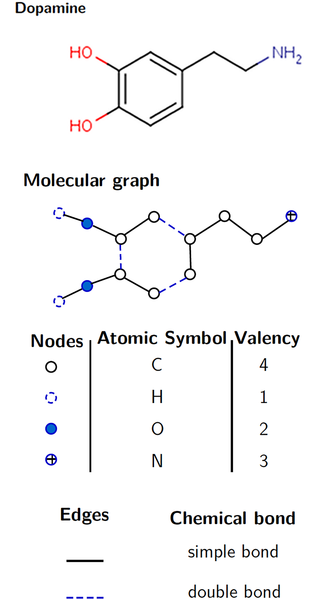 Dopamine
HO
NH2
HO
Molecular graph
Nodes Atomic Symbol Valency
C 4
H 1
O 2
N 3
Edges Chemical bond
simple bond
double bond